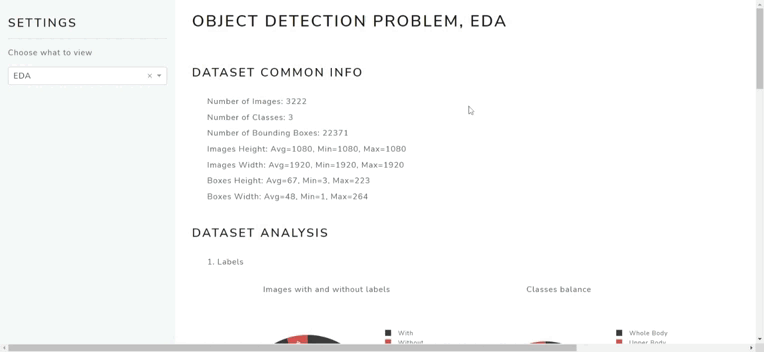 SETTINGS
Choose what to view
EDA
OBJECT DETECTION PROBLEM, EDA
DATASET COMMON INFO
Number of Images: 3222
Number of Classes: 3
Number of Bounding Boxes: 22371
Images Height: Avg=1080, Min=1080, Max=1080
Images Width: Avg=1920, Min=1920, Max=1920
Boxes Height: Avg=67, Min=3, Max=223
Boxes Width: Avg=48, Min=1, Max=264
DATASET ANALYSIS
1. Labels
Images with and without labels
Classes balance
With
Without
Whole Body
Upper Body